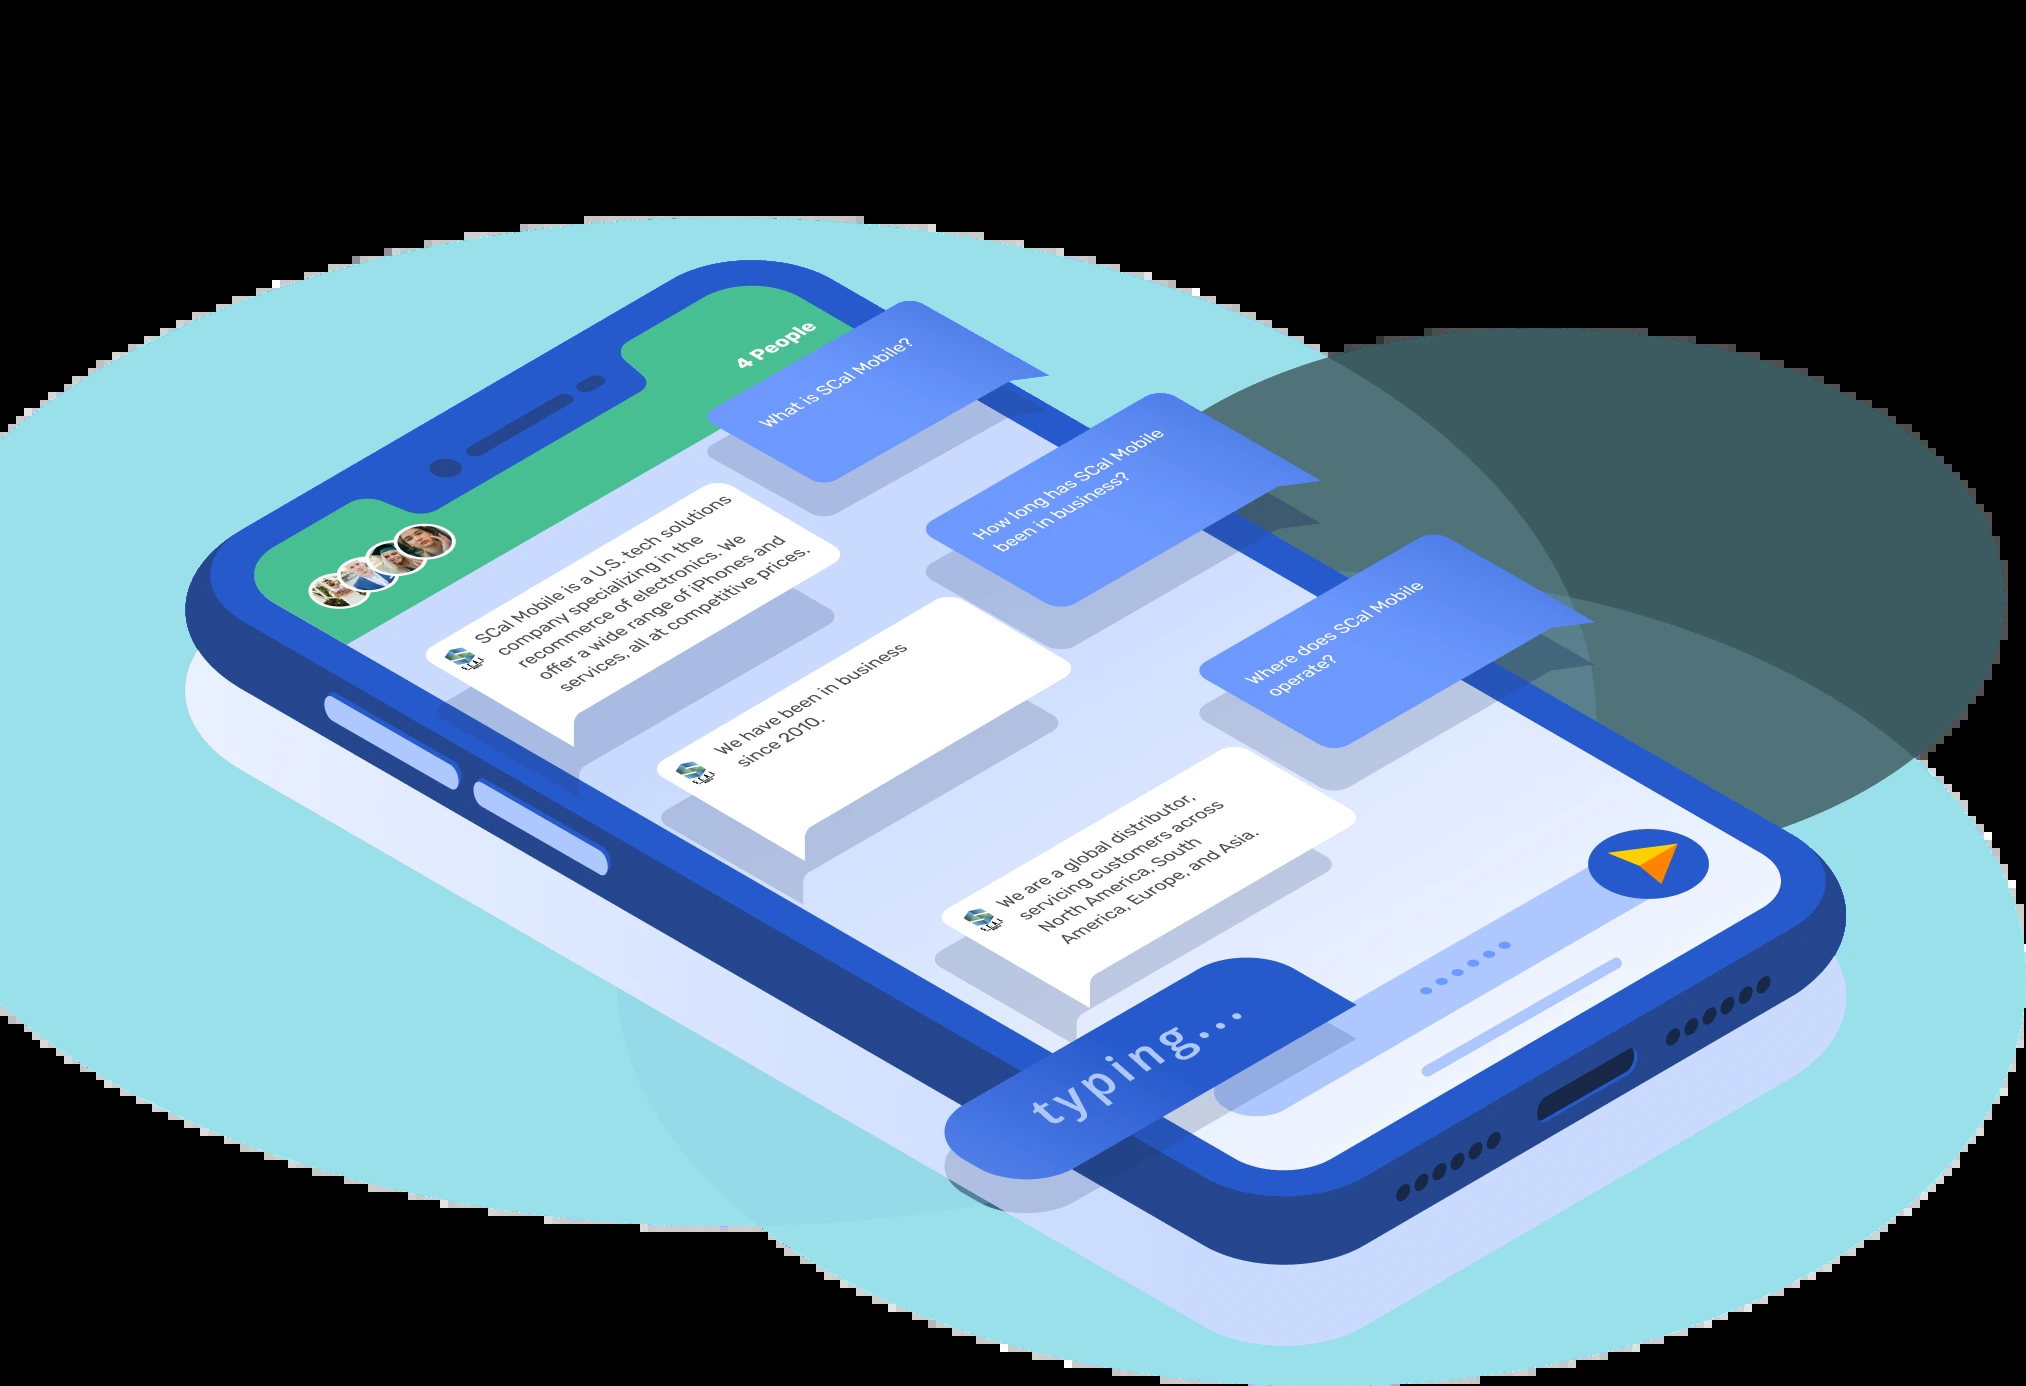 4 People
What is SCal Mobile?
SCal Mobile is a U.S. tech solutions
company specializing in the
recommerce of electronics. We
offer a wide range of iPhones and
services, all at competitive prices.
How long has SCal Mobile
been in business?
We have been in business
since 2010.
Where does SCal Mobile
operate?
We are a global distributor,
servicing customers across
North America, South
America, Europe, and Asia.
typing...